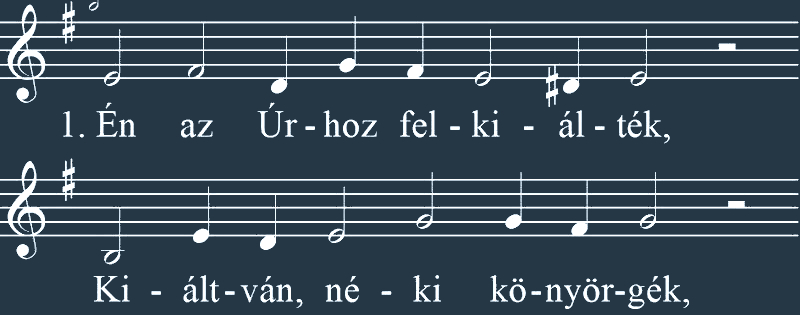 1. Én az Úr - hoz fel - ki - ál - ték,
Ki - ált - ván, né - ki kö - nyör - gék,